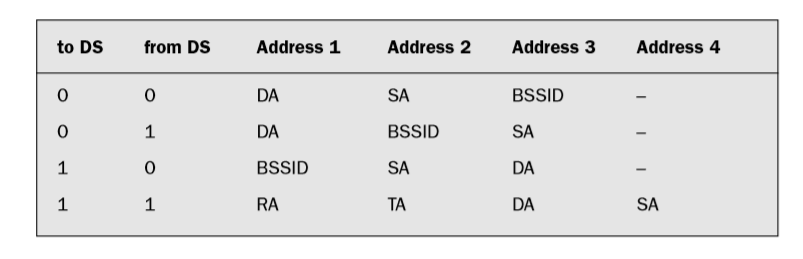 to DS from DS Address 1 Address 2 Address 3 Address 4
0 0 DA SA BSSID –
0 1 DA BSSID SA –
1 0 BSSID SA DA –
1 1 RA TA DA SA